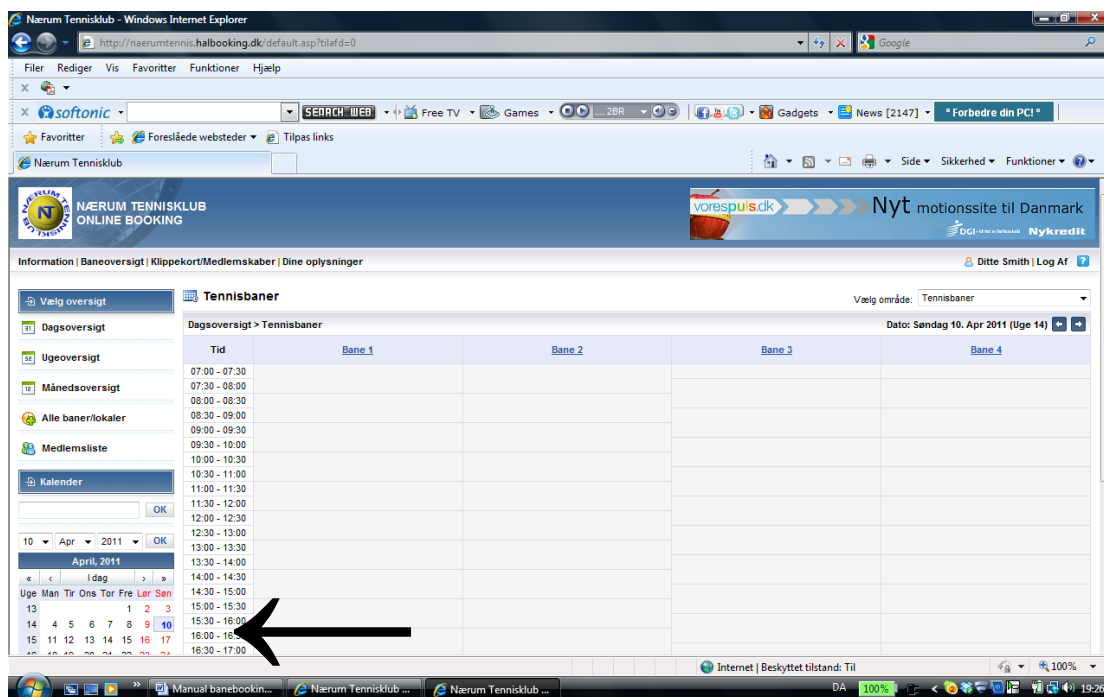 Nærum Tennisklub - Windows Internet Explorer
http://naerumtennis.halbooking.dk/default.asp?tilafd=0
Google
Filer Rediger Vis Favoritter Funktioner Hjælp
x
x softonic SEARCH WEB Free TV Games 2BR Gadgets News [2147] * Forbedre din PC! *
Favoritter Foreslåede websteder Tilpas links
Nærum Tennisklub Side Sikkerhed Funktioner
NÆRUM TENNISKLUB
ONLINE BOOKING
vorespuls.dk Nyt motionssite til Danmark
DGI Nykredit
Information | Baneoversigt | Klippekort/Medlemskaber | Dine oplysninger Ditte Smith | Log Af ?
Vælg oversigt
Dagsoversigt
Ugeoversigt
Månedsoversigt
Alle baner/lokaler
Medlemsliste
Kalender
OK
10 Apr 2011 OK
April, 2011
« ‹ I dag › »
Uge Man Tir Ons Tor Fre Lør Søn
13 1 2 3
14 4 5 6 7 8 9 10
15 11 12 13 14 15 16 17
Tennisbaner Vælg område: Tennisbaner
Dagsoversigt > Tennisbaner Dato: Søndag 10. Apr 2011 (Uge 14)
Tid Bane 1 Bane 2 Bane 3 Bane 4
07:00 - 07:30
07:30 - 08:00
08:00 - 08:30
08:30 - 09:00
09:00 - 09:30
09:30 - 10:00
10:00 - 10:30
10:30 - 11:00
11:00 - 11:30
11:30 - 12:00
12:00 - 12:30
12:30 - 13:00
13:00 - 13:30
13:30 - 14:00
14:00 - 14:30
14:30 - 15:00
15:00 - 15:30
15:30 - 16:00
16:00 -
16:30 - 17:00
Internet | Beskyttet tilstand: Til 100%
Manual banebookin... Nærum Tennisklub ... Nærum Tennisklub ... DA 100% 19:26